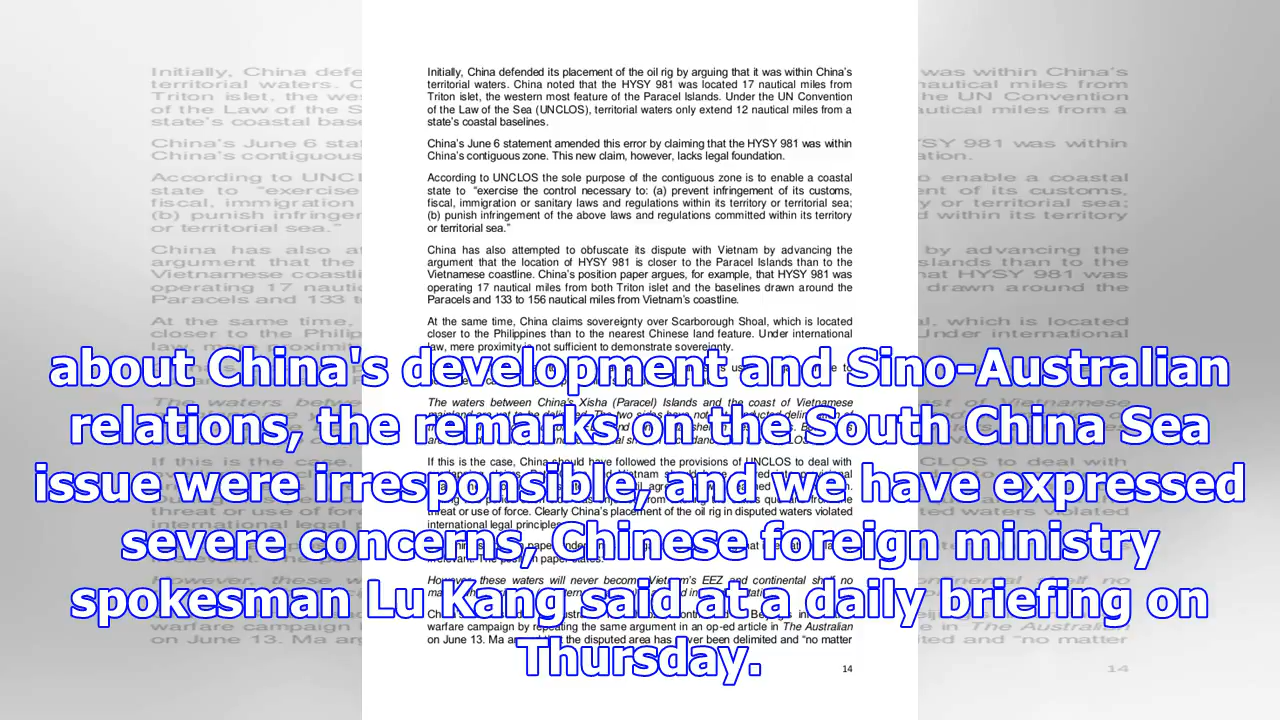 Initially, China defended its placement of the oil rig by arguing that it was within China's
territorial waters. China noted that the HYSY 981 was located 17 nautical miles from
Triton islet, the western most feature of the Paracel Islands. Under the UN Convention
of the Law of the Sea (UNCLOS), territorial waters only extend 12 nautical miles from a
state's coastal baselines.
China's June 6 statement amended this error by claiming that the HYSY 981 was within
China's contiguous zone. This new claim, however, lacks legal foundation.
According to UNCLOS the sole purpose of the contiguous zone is to enable a coastal
state to "exercise the control necessary to: (a) prevent infringement of its customs,
fiscal, immigration or sanitary laws and regulations within its territory or territorial sea;
(b) punish infringement of the above laws and regulations committed within its territory
or territorial sea."
China has also attempted to obfuscate its dispute with Vietnam by advancing the
argument that the location of HYSY 981 is closer to the Paracel Islands than to the
Vietnamese coastline. China's position paper argues, for example, that HYSY 981 was
operating 17 nautical miles from both Triton islet and the baselines drawn around the
Paracels and 133 to 156 nautical miles from Vietnam's coastline.
At the same time, China claims sovereignty over Scarborough Shoal, which is located
closer to the Philippines than to the nearest Chinese land feature. Under international
law, mere proximity is not sufficient to demonstrate sovereignty.
about China's development and Sino-Australian
relations, the remarks on the South China Sea
issue were irresponsible, and we have expressed
severe concerns, Chinese foreign ministry
spokesman Lu Kang said at a daily briefing on
Thursday.
The waters between China's Xisha (Paracel) Islands and the coast of Vietnamese
If this is the case, China should have followed the provisions of UNCLOS to deal with
threat or use of force. Clearly China's placement of the oil rig in disputed waters violated
international legal principles
However, these waters will never become Vietnam's EEZ and continental shelf no
warfare campaign by repeating the same argument in an op-ed article in The Australian
on June 13. Ma the disputed area has never been delimited and "no matter
14